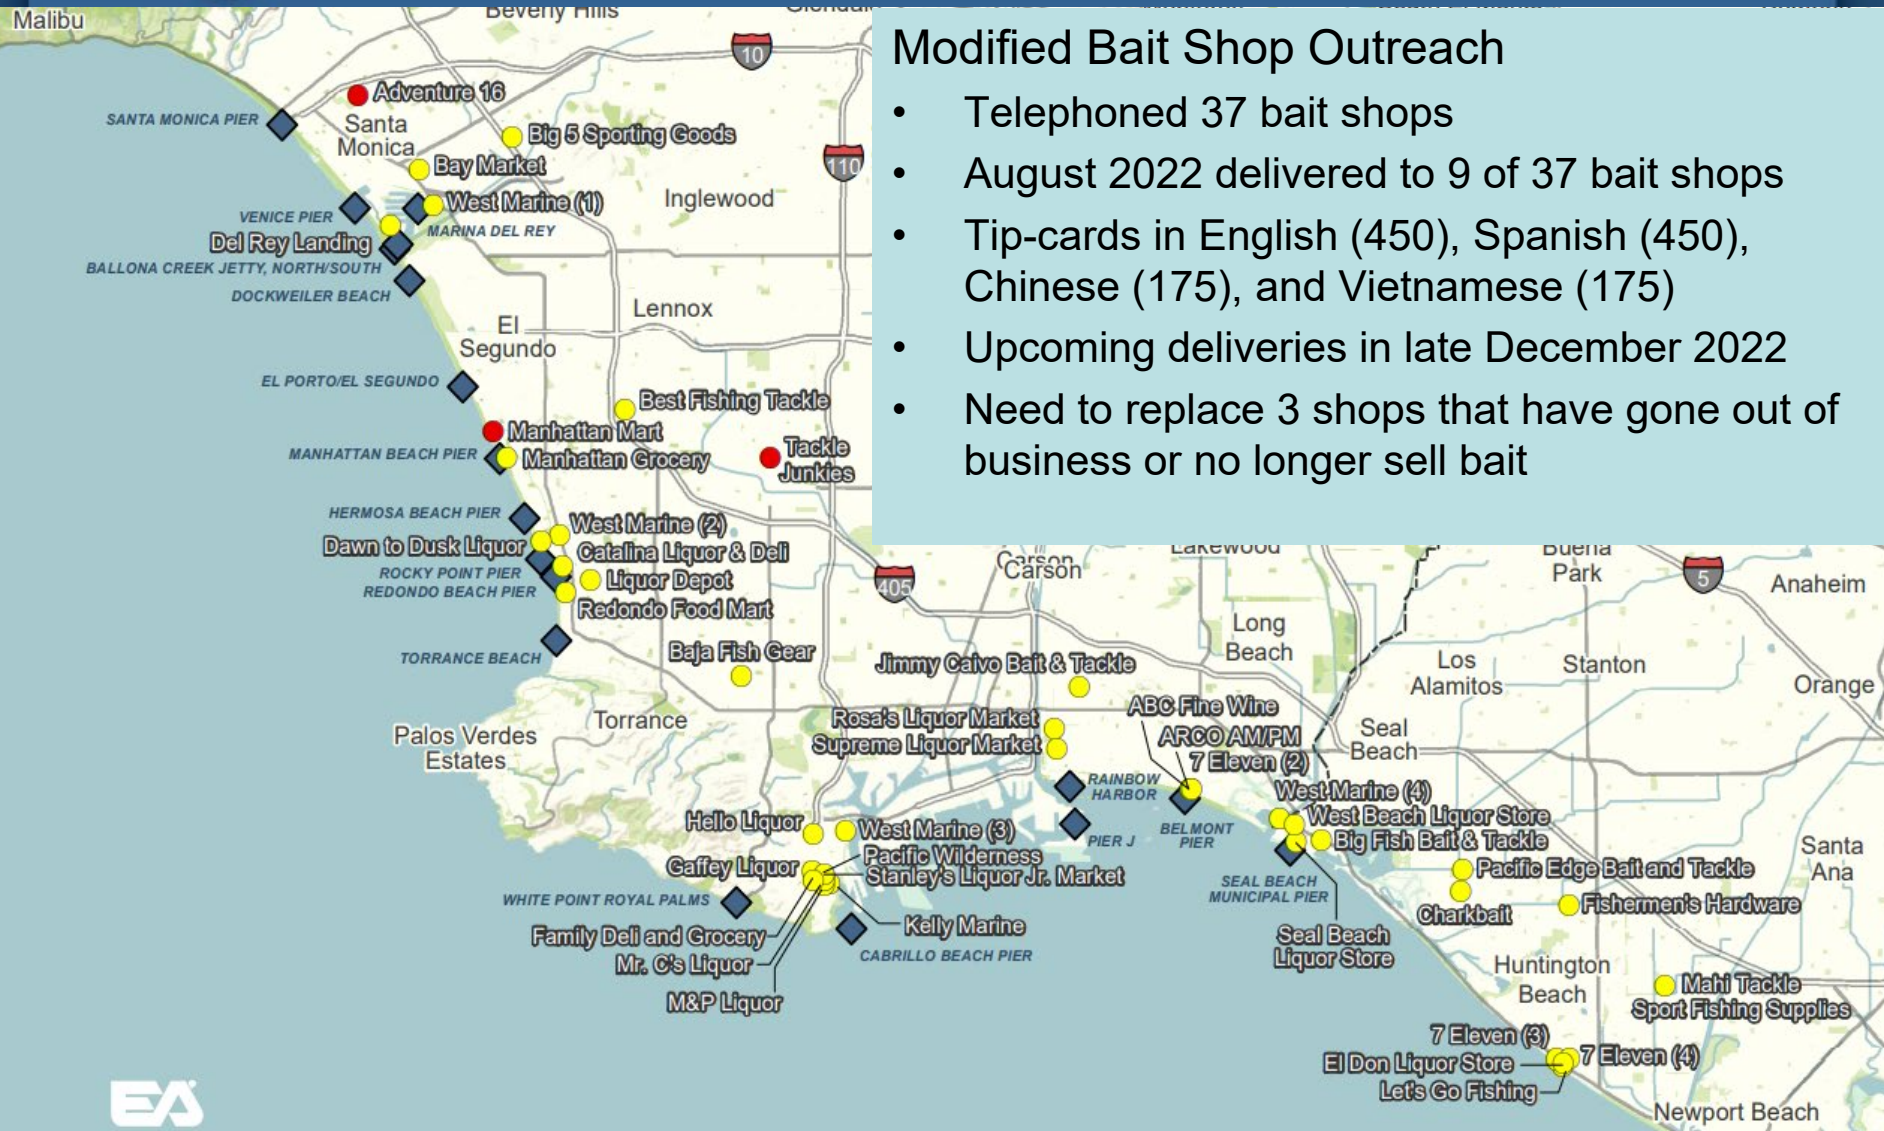 Malibu
Beverly Hills
10
Modified Bait Shop Outreach
• Telephoned 37 bait shops
• August 2022 delivered to 9 of 37 bait shops
• Tip-cards in English (450), Spanish (450),
Chinese (175), and Vietnamese (175)
• Upcoming deliveries in late December 2022
• Need to replace 3 shops that have gone out of
business or no longer sell bait
Adventure 16
SANTA MONICA PIER
Santa
Monica
Big 5 Sporting Goods
110
Bay Market
Inglewood
West Marine (1)
VENICE PIER
MARINA DEL REY
Del Rey Landing
BALLONA CREEK JETTY, NORTH/SOUTH
DOCKWEILER BEACH
Lennox
El
Segundo
EL PORTO/EL SEGUNDO
Best Fishing Tackle
Manhattan Mart
MANHATTAN BEACH PIER
Manhattan Grocery
Tackle
Junkies
HERMOSA BEACH PIER
West Marine (2)
Dawn to Dusk Liquor
Catalina Liquor & Deli
ROCKY POINT PIER
Liquor Depot
REDONDO BEACH PIER
Redondo Food Mart
405
Carson
Carson
Lakewood
Buena
Park
5
Anaheim
TORRANCE BEACH
Baja Fish Gear
Jimmy Caivo Bait & Tackle
Long
Beach
Los
Alamitos
Stanton
Orange
Palos Verdes
Estates
Torrance
Rosa's Liquor Market
Supreme Liquor Market
ABC Fine Wine
ARCO AM/PM
7 Eleven (2)
Seal
Beach
RAINBOW
HARBOR
PIER J
BELMONT
PIER
West Marine (4)
West Beach Liquor Store
Big Fish Bait & Tackle
Hello Liquor
West Marine (3)
Pacific Wilderness
Gaffey Liquor
Stanley's Liquor Jr. Market
WHITE POINT ROYAL PALMS
Kelly Marine
Family Deli and Grocery
Mr. C's Liquor
M&P Liquor
CABRILLO BEACH PIER
SEAL BEACH
MUNICIPAL PIER
Seal Beach
Liquor Store
Pacific Edge Bait and Tackle
Charkbait
Fishermen's Hardware
Santa
Ana
Huntington
Beach
Mahi Tackle
Sport Fishing Supplies
7 Eleven (3)
7 Eleven (4)
El Don Liquor Store
Let's Go Fishing
Newport Beach
EA